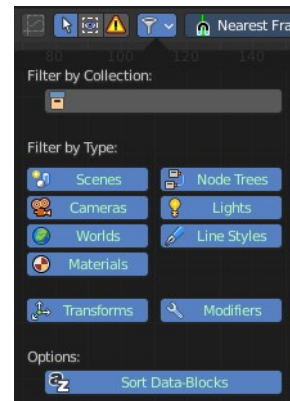 Nearest Fra
80 100 120 140
Filter by Collection:
Filter by Type:
Scenes Node Trees
Cameras Lights
Worlds Line Styles
Materials
Transforms Modifiers
Options:
Sort Data-Blocks